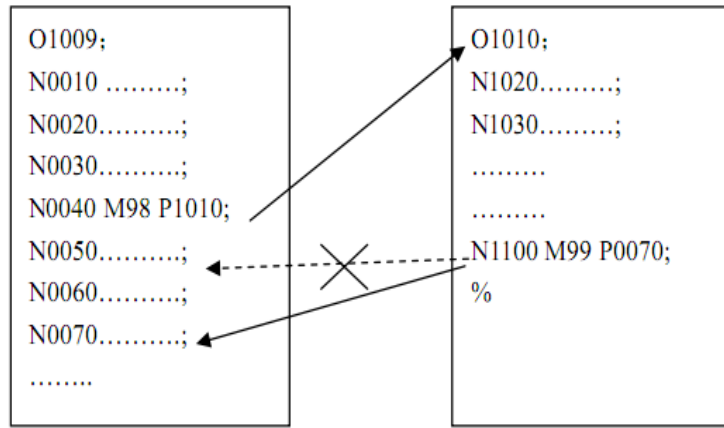 O1009;
N0010 ………;
N0020……….;
N0030……….;
N0040 M98 P1010;
N0050……….;
N0060……….;
N0070……….;
……..
O1010;
N1020………;
N1030………;
………
………
N1100 M99 P0070;
%